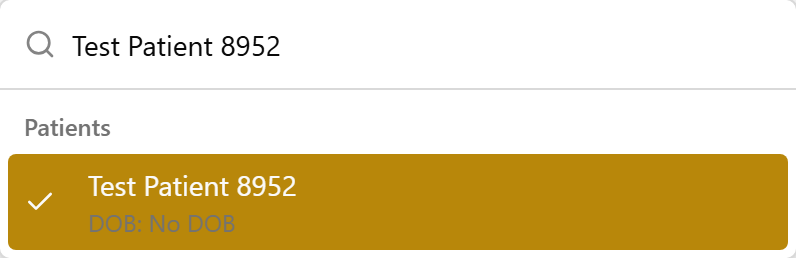 Test Patient 8952
Patients
Test Patient 8952
DOB: No DOB